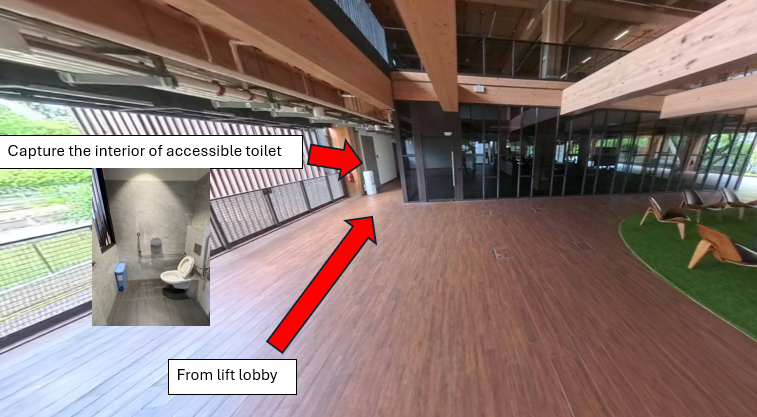 Capture the interior of accessible toilet
From lift lobby